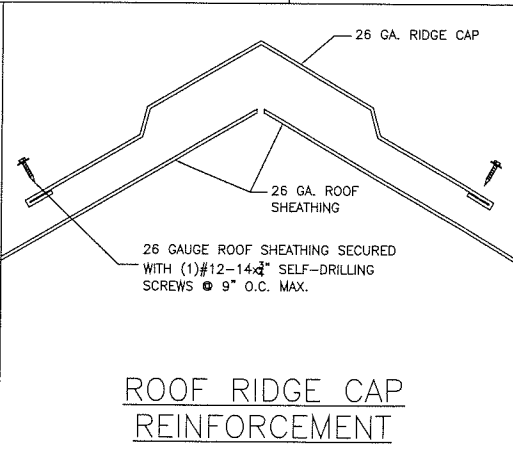 26 GA. RIDGE CAP
26 GA. ROOF
SHEATHING
26 GAUGE ROOF SHEATHING SECURED
WITH (1)#12-14x¾" SELF-DRILLING
SCREWS @ 9" O.C. MAX.
ROOF RIDGE CAP
REINFORCEMENT